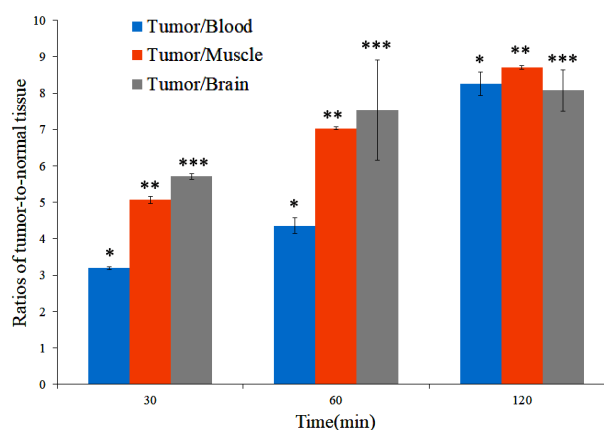 10
9
8
7
6
5
4
3
2
1
0
Ratios of tumor-to-normal tissue
Tumor/Blood
Tumor/Muscle
Tumor/Brain
* ** ***
* ** ***
* ** ***
30 60 120
Time(min)